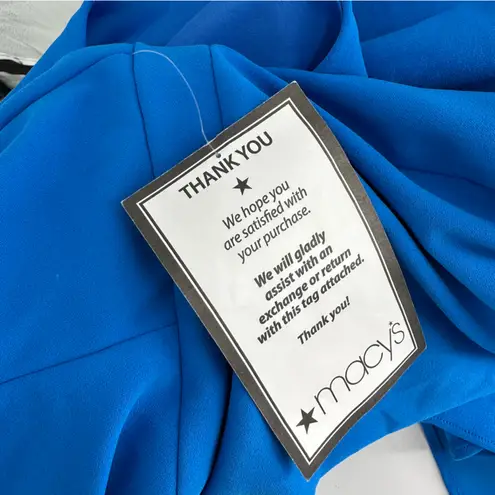 THANK YOU
★
We hope you
are satisfied with
your purchase.
We will gladly
assist with an
exchange or return
with this tag attached.
Thank you!
★macy's